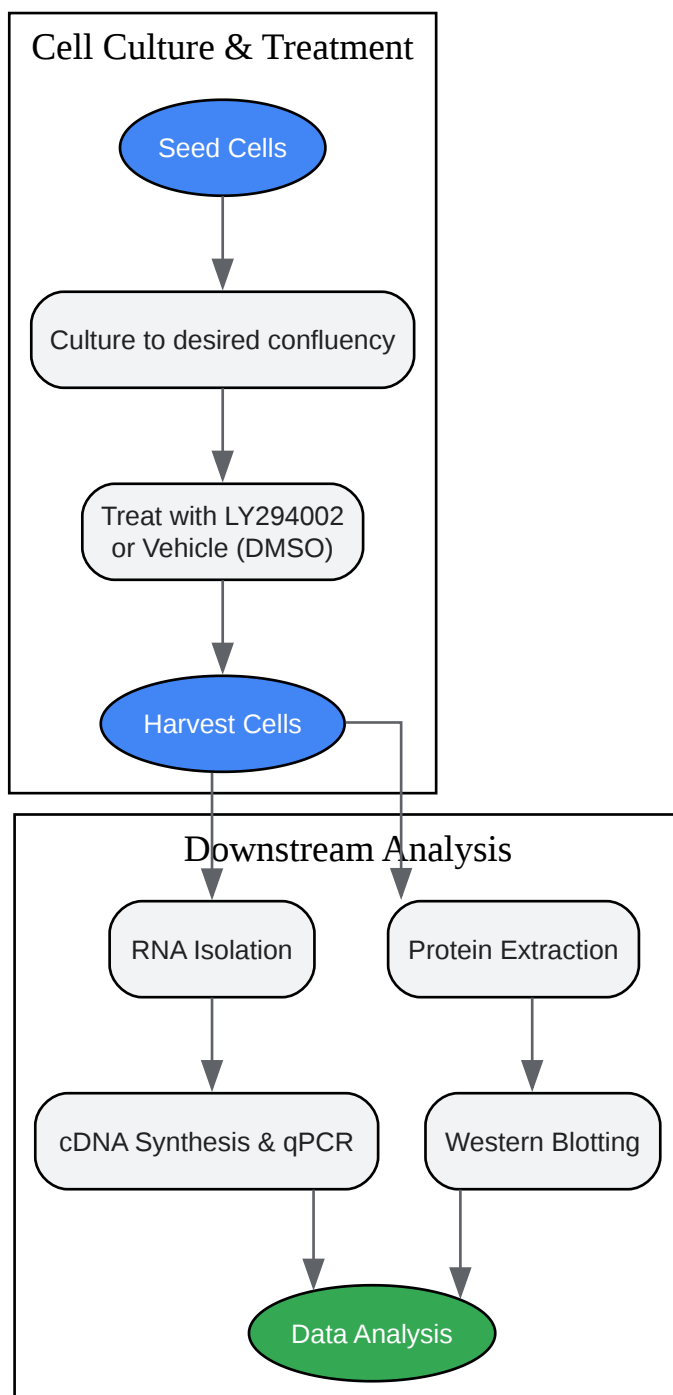 Cell Culture & Treatment
Seed Cells
Culture to desired confluency
Treat with LY294002
or Vehicle (DMSO)
Harvest Cells
Downstream Analysis
RNA Isolation
Protein Extraction
cDNA Synthesis & qPCR
Western Blotting
Data Analysis